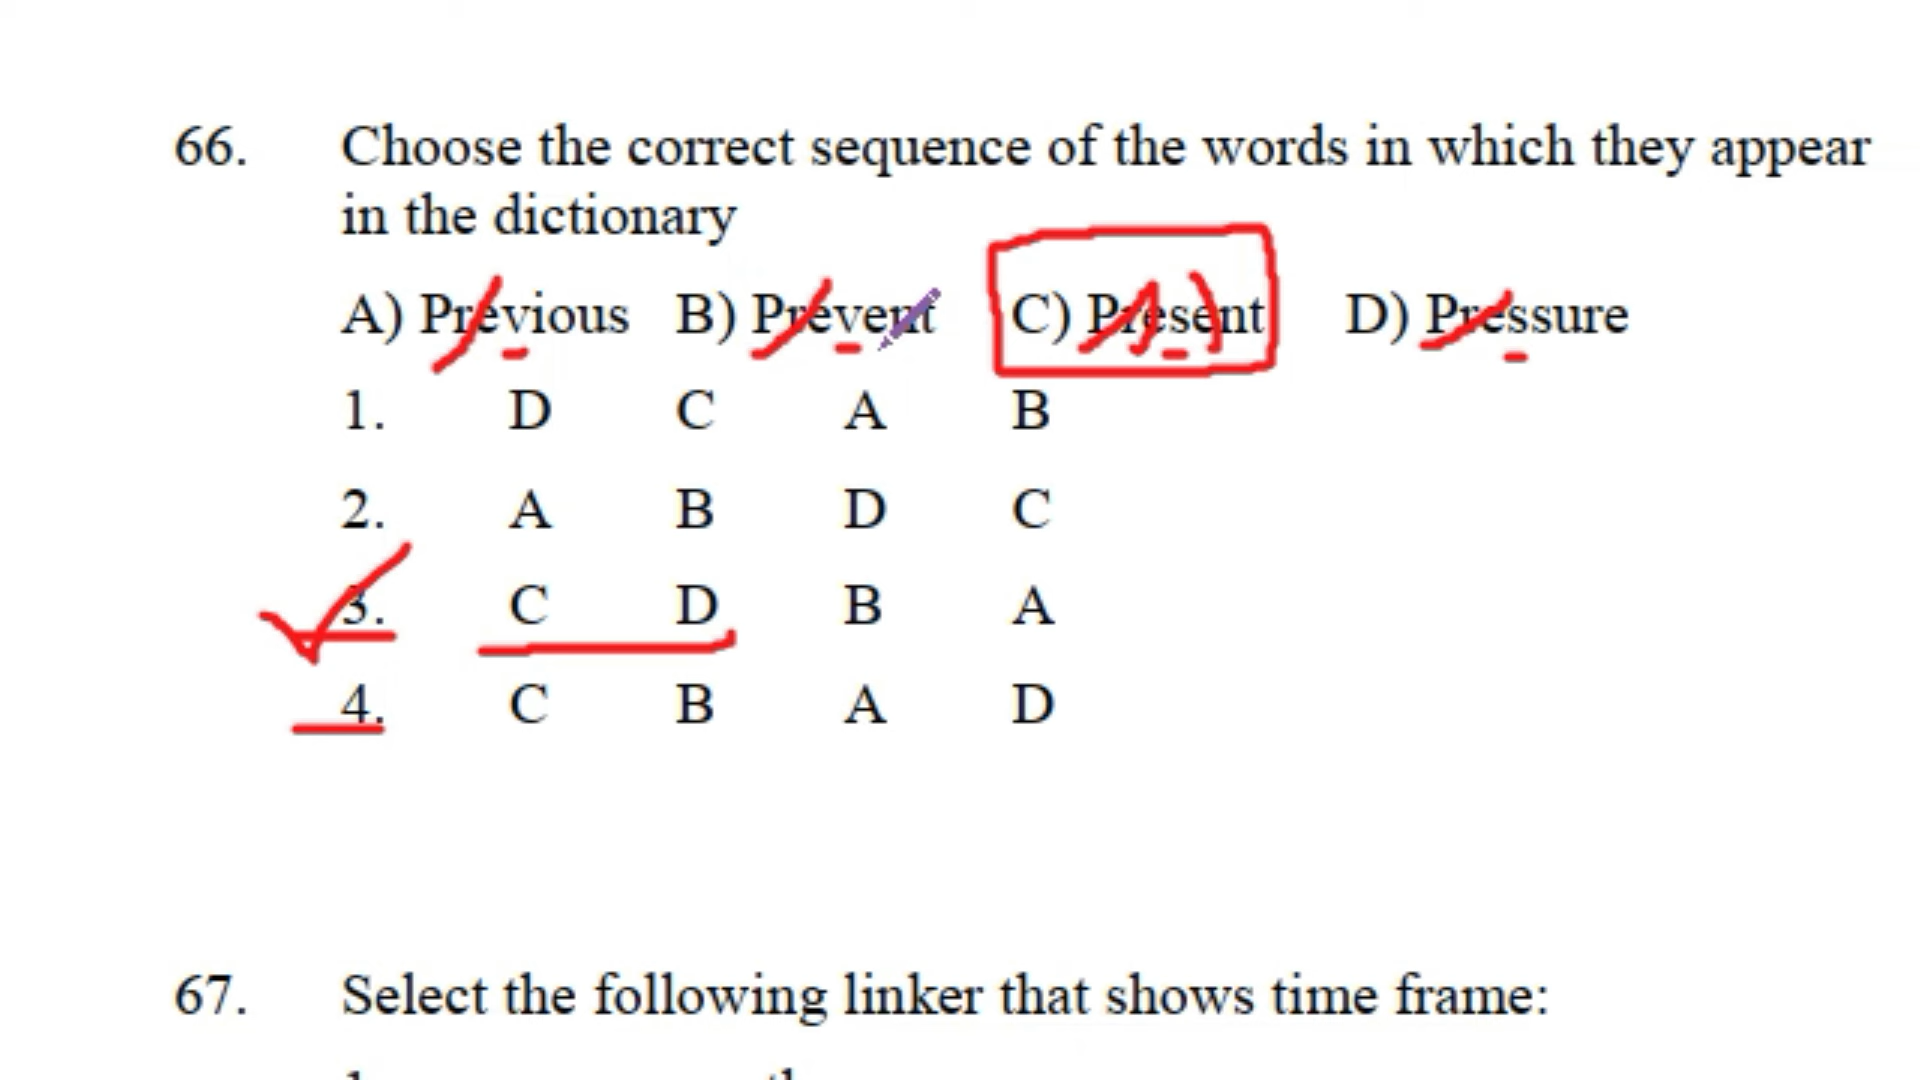 66. Choose the correct sequence of the words in which they appear
in the dictionary
A) Previous B) Prevent C) Present D) Pressure
1. D C A B
2. A B D C
3. C D B A
4. C B A D
67. Select the following linker that shows time frame: